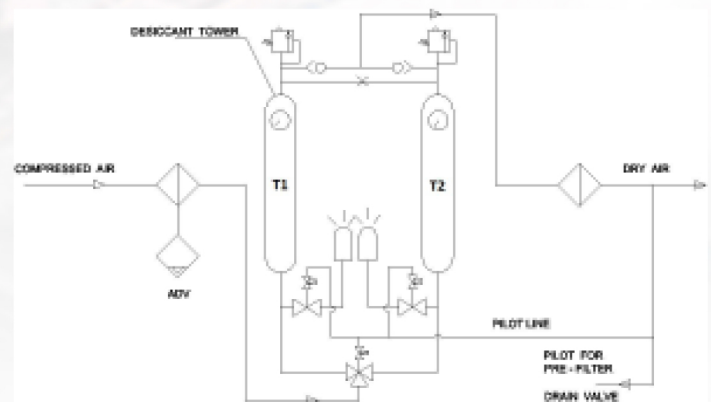 DESICCANT TOWER
COMPRESSED AIR
T1
T2
DRY AIR
ADV
PILOT LINE
PILOT FOR
PRE-FILTER
DRAIN VALVE